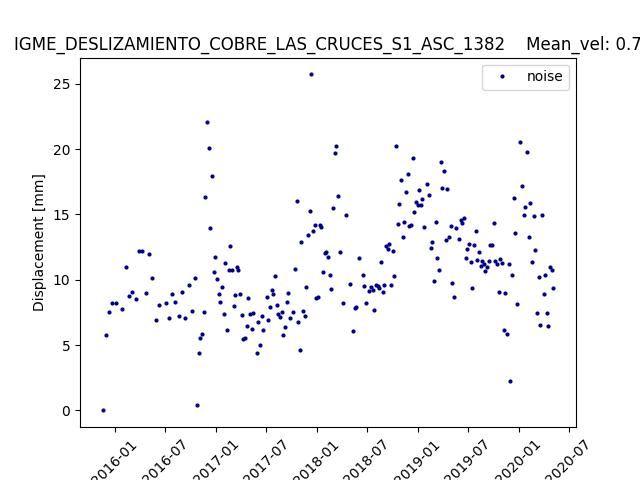 IGME_DESLIZAMIENTO_COBRE_LAS_CRUCES_S1_ASC_1382 Mean_vel: 0.7
noise
Displacement [mm]
25
20
15
10
5
0
2016-01 2016-07 2017-01 2017-07 2018-01 2018-07 2019-01 2019-07 2020-01 2020-07